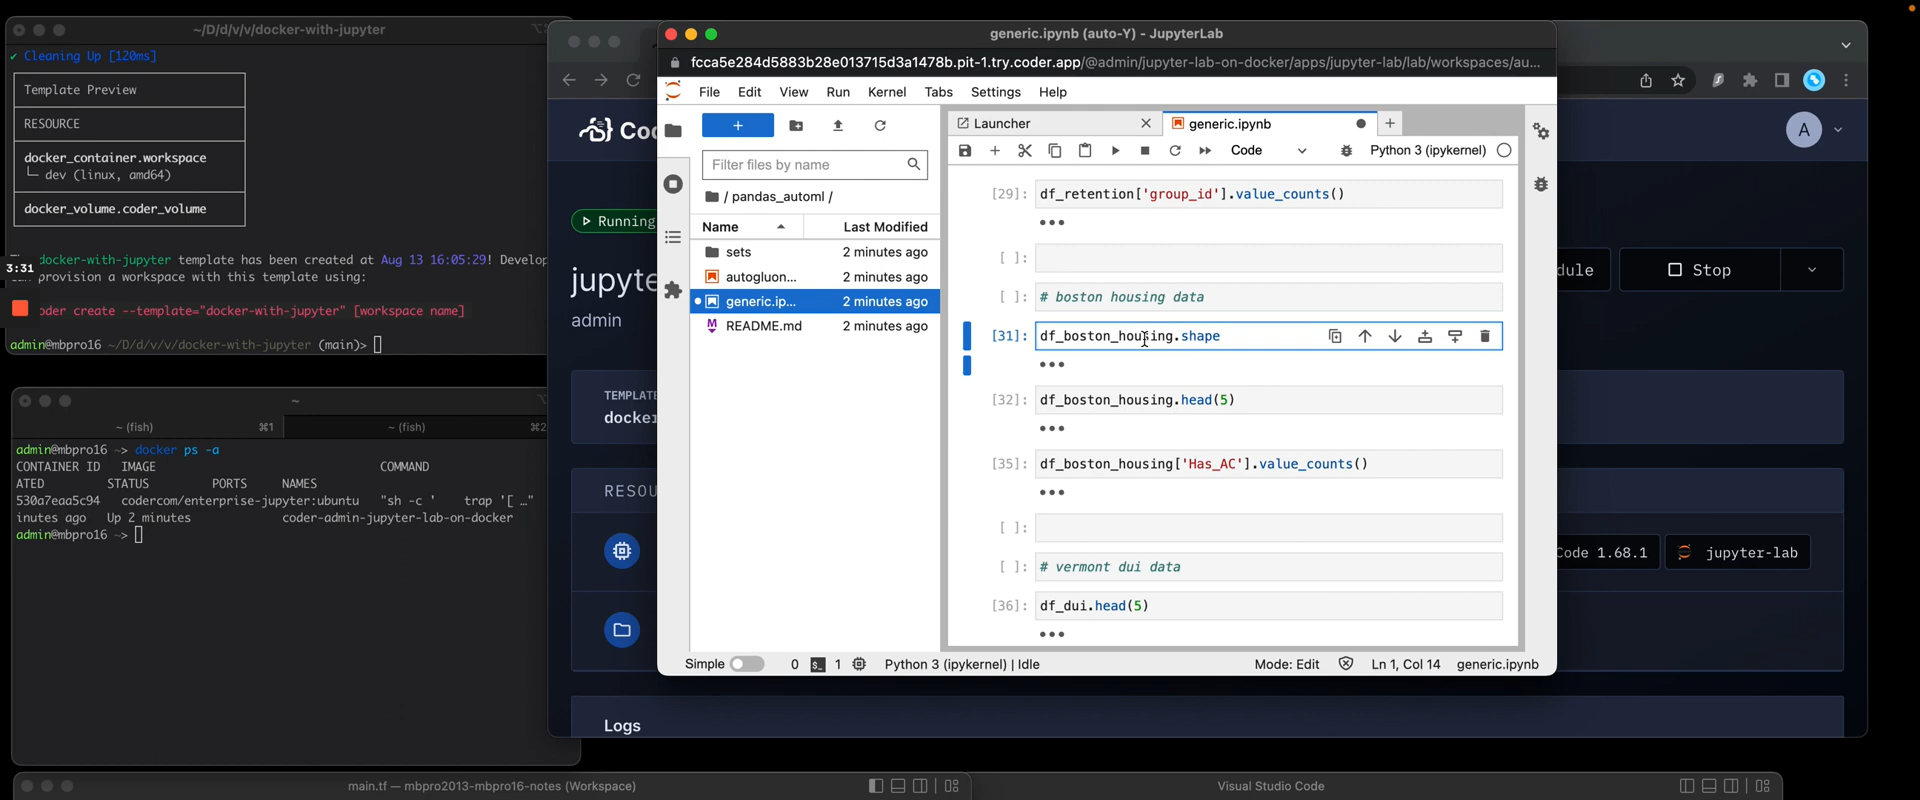 ~/D/d/v/v/docker-with-jupyter
✔ Cleaning Up [120ms]
Template Preview
RESOURCE
docker_container.workspace
└─ dev (linux, amd64)
docker_volume.coder_volume
docker-with-jupyter template has been created at Aug 13 16:05:29! Develop
3:31
provision a workspace with this template using:
oder create --template="docker-with-jupyter" [workspace name]
admin@mbpro16 ~/D/d/v/v/docker-with-jupyter (main)>
~
~ (fish) ⌘1
~ (fish) ⌘2
admin@mbpro16 ~> docker ps -a
CONTAINER ID IMAGE COMMAND
ATED STATUS PORTS NAMES
530a7eaa5c94 codercom/enterprise-jupyter:ubuntu "sh -c ' trap '[ …"
inutes ago Up 2 minutes coder-admin-jupyter-lab-on-docker
admin@mbpro16 ~>
Co
A
Running
jupyte
admin
dule
Stop
TEMPLATE
docke
RESOU
Code 1.68.1
jupyter-lab
Logs
generic.ipynb (auto-Y) - JupyterLab
fcca5e284d5883b28e013715d3a1478b.pit-1.try.coder.app/@admin/jupyter-lab-on-docker/apps/jupyter-lab/lab/workspaces/au...
File Edit View Run Kernel Tabs Settings Help
+
Filter files by name
/ pandas_automl /
Name Last Modified
sets 2 minutes ago
autogluon... 2 minutes ago
generic.ip... 2 minutes ago
README.md 2 minutes ago
Launcher
generic.ipynb
Code
Python 3 (ipykernel)
[29]: df_retention['group_id'].value_counts()
•••
[ ]:
[ ]: # boston housing data
[31]: df_boston_housing.shape
•••
[32]: df_boston_housing.head(5)
•••
[35]: df_boston_housing['Has_AC'].value_counts()
•••
[ ]:
[ ]: # vermont dui data
[36]: df_dui.head(5)
•••
Simple 0 1 Python 3 (ipykernel) | Idle Mode: Edit Ln 1, Col 14 generic.ipynb
main.tf — mbpro2013-mbpro16-notes (Workspace)
Visual Studio Code